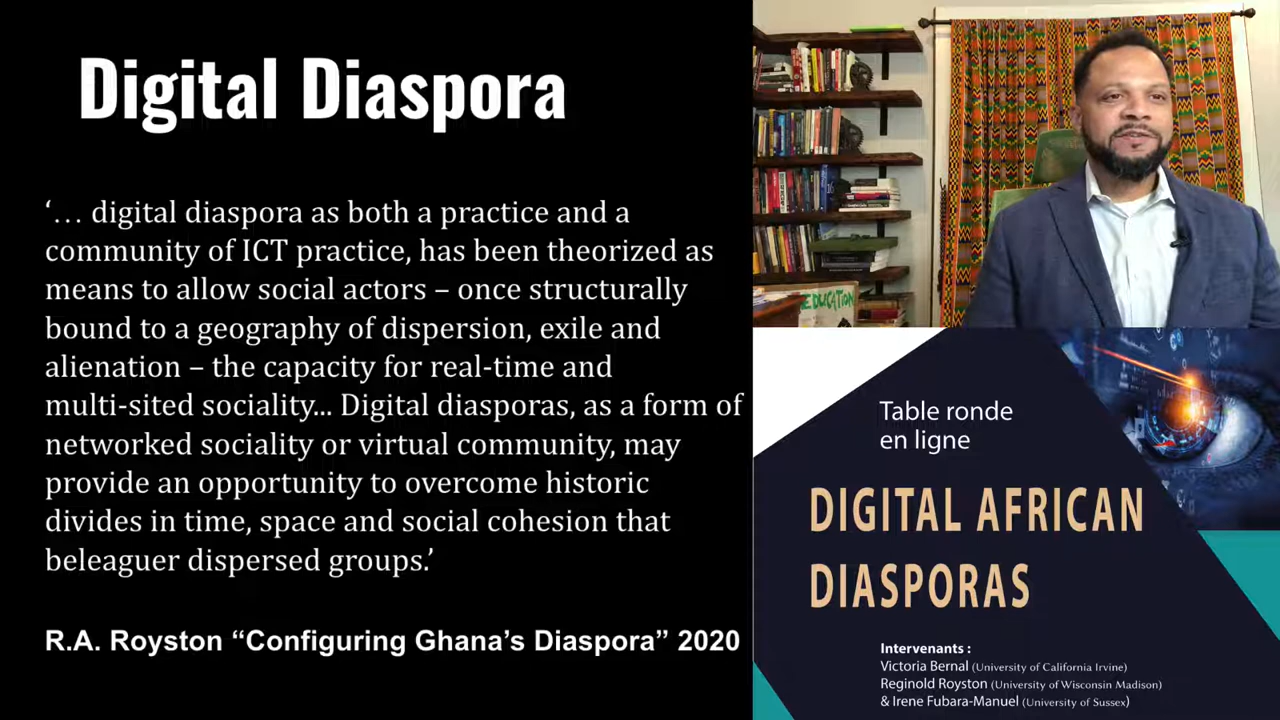 Digital Diaspora
‘… digital diaspora as both a practice and a
community of ICT practice, has been theorized as
means to allow social actors – once structurally
bound to a geography of dispersion, exile and
alienation – the capacity for real-time and
multi-sited sociality... Digital diasporas, as a form of
networked sociality or virtual community, may
provide an opportunity to overcome historic
divides in time, space and social cohesion that
beleaguer dispersed groups.’
R.A. Royston “Configuring Ghana’s Diaspora” 2020
EDUCATION
Table ronde
en ligne
DIGITAL AFRICAN
DIASPORAS
Intervenants :
Victoria Bernal (University of California Irvine)
Reginold Royston (University of Wisconsin Madison)
& Irene Fubara-Manuel (University of Sussex)